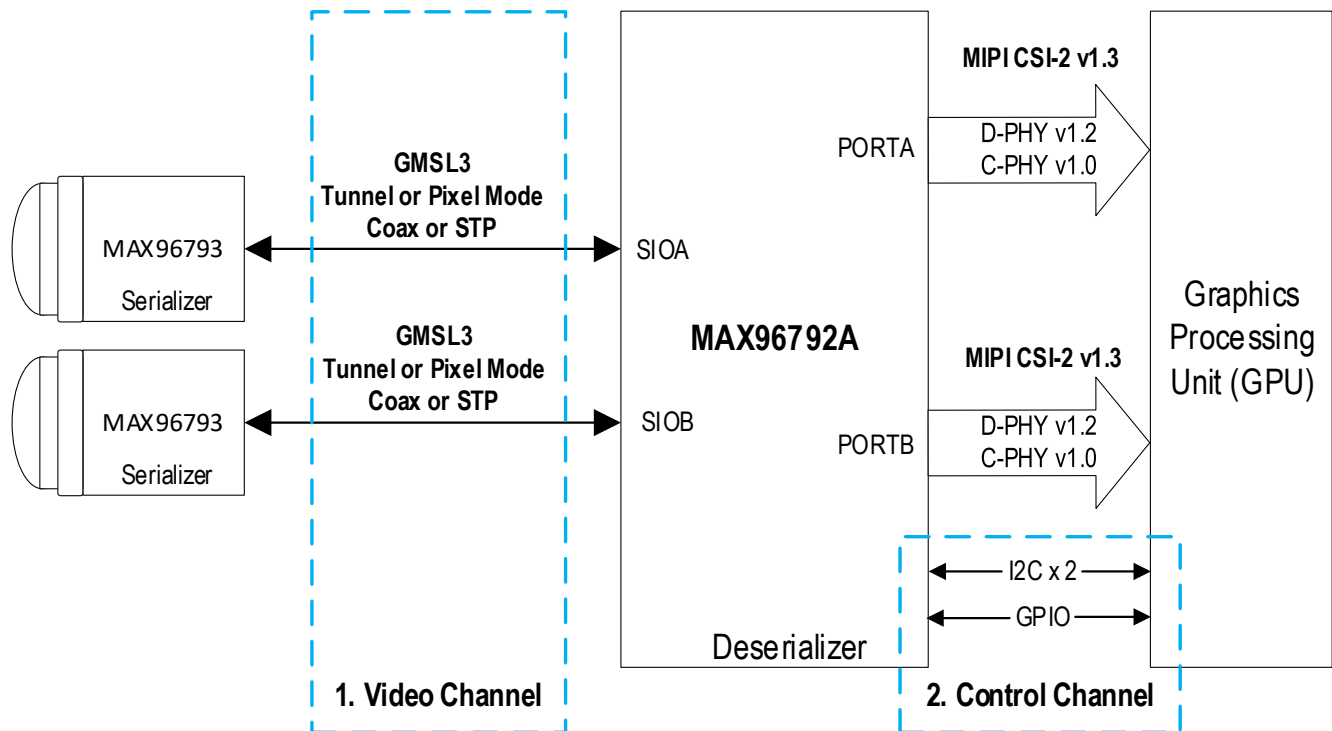 MAX96793
Serializer
GMSL3
Tunnel or Pixel Mode
Coax or STP
MAX96793
Serializer
GMSL3
Tunnel or Pixel Mode
Coax or STP
1. Video Channel
SIOA
SIOB
MAX96792A
PORTA
PORTB
Deserializer
MIPI CSI-2 v1.3
D-PHY v1.2
C-PHY v1.0
MIPI CSI-2 v1.3
D-PHY v1.2
C-PHY v1.0
I2C x 2
GPIO
2. Control Channel
Graphics
Processing
Unit (GPU)